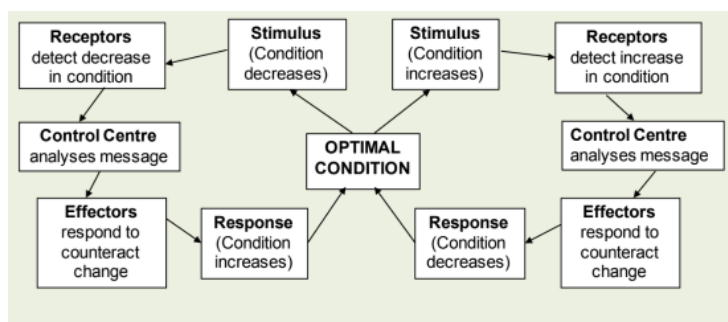 Receptors
detect decrease
in condition
Stimulus
(Condition
decreases)
Stimulus
(Condition
increases)
Receptors
detect increase
in condition
Control Centre
analyses message
OPTIMAL
CONDITION
Control Centre
analyses message
Effectors
respond to
counteract
change
Response
(Condition
increases)
Response
(Condition
decreases)
Effectors
respond to
counteract
change